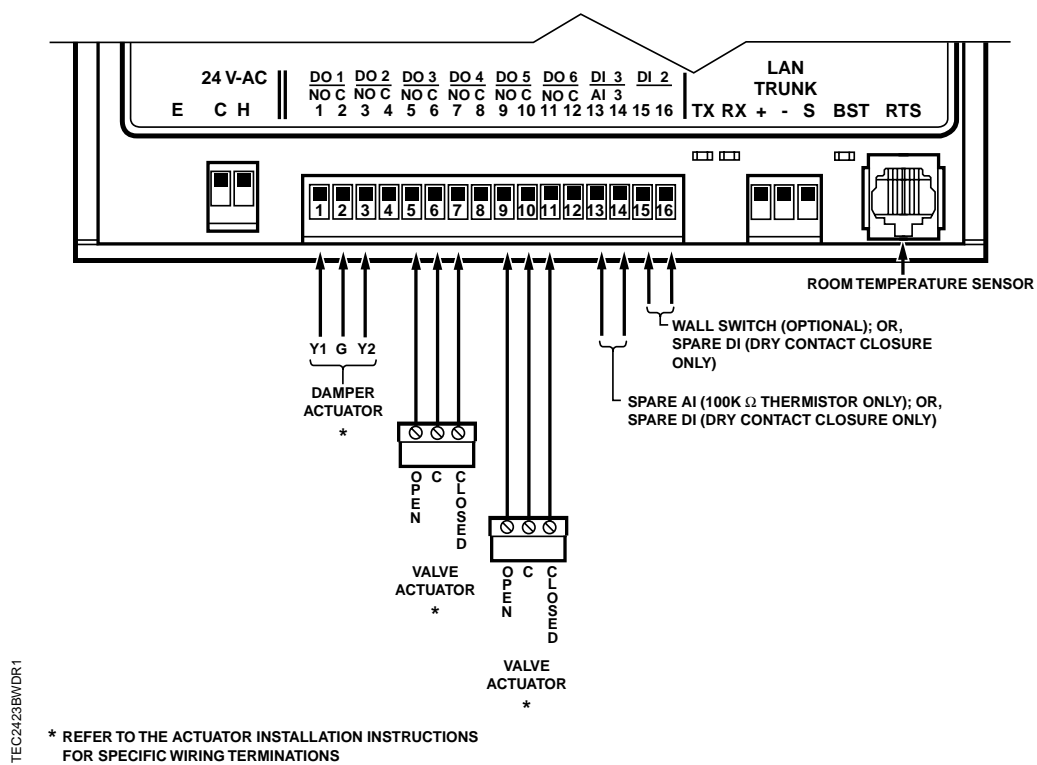 24 V-AC
E C H
DO 1 DO 2 DO 3 DO 4 DO 5 DO 6 DI 3 DI 2
NO C NO C NO C NO C NO C NO C AI 3
1 2 3 4 5 6 7 8 9 10 11 12 13 14 15 16
LAN
TRUNK
TX RX + - S BST RTS
1 2 3 4 5 6 7 8 9 10 11 12 13 14 15 16
ROOM TEMPERATURE SENSOR
WALL SWITCH (OPTIONAL); OR,
SPARE DI (DRY CONTACT CLOSURE
ONLY)
Y1 G Y2
DAMPER
ACTUATOR
*
SPARE AI (100K Ω THERMISTOR ONLY); OR,
SPARE DI (DRY CONTACT CLOSURE ONLY)
OPEN C CLOSED
VALVE
ACTUATOR
*
OPEN C CLOSED
VALVE
ACTUATOR
*
TEC2423BWDR1
* REFER TO THE ACTUATOR INSTALLATION INSTRUCTIONS
FOR SPECIFIC WIRING TERMINATIONS